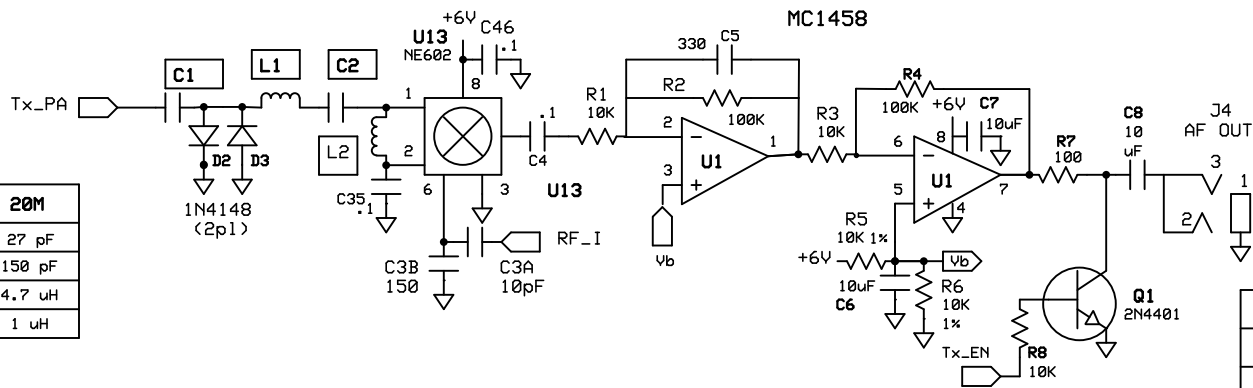 MC1458
+6V
C46
.1
U13
NE602
8
C1
L1
C2
Tx_PA
1
L2
2
D2
D3
1N4148
(2pl)
C35
.1
6
3
U13
C4
.1
R1
10K
330
C5
R2
100K
2
3
U1
1
Vb
R3
10K
R4
100K
+6V
C7
10uF
8
6
5
U1
4
7
R7
100
C8
10
uF
J4
AF OUT
3
2
1
R5
10K 1%
+6V
Vb
10uF
C6
R6
10K
1%
Q1
2N4401
Tx_EN
R8
10K
C3B
150
C3A
10pF
RF_I
20M
27 pF
150 pF
4.7 uH
1 uH